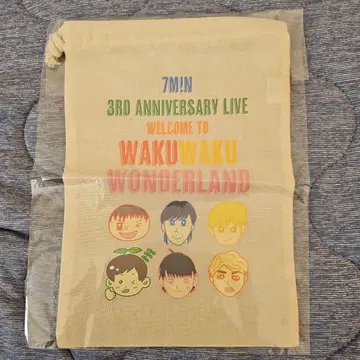 7M!N
3RD ANNIVERSARY LIVE
WELCOME TO
WAKUWAKU
WONDERLAND